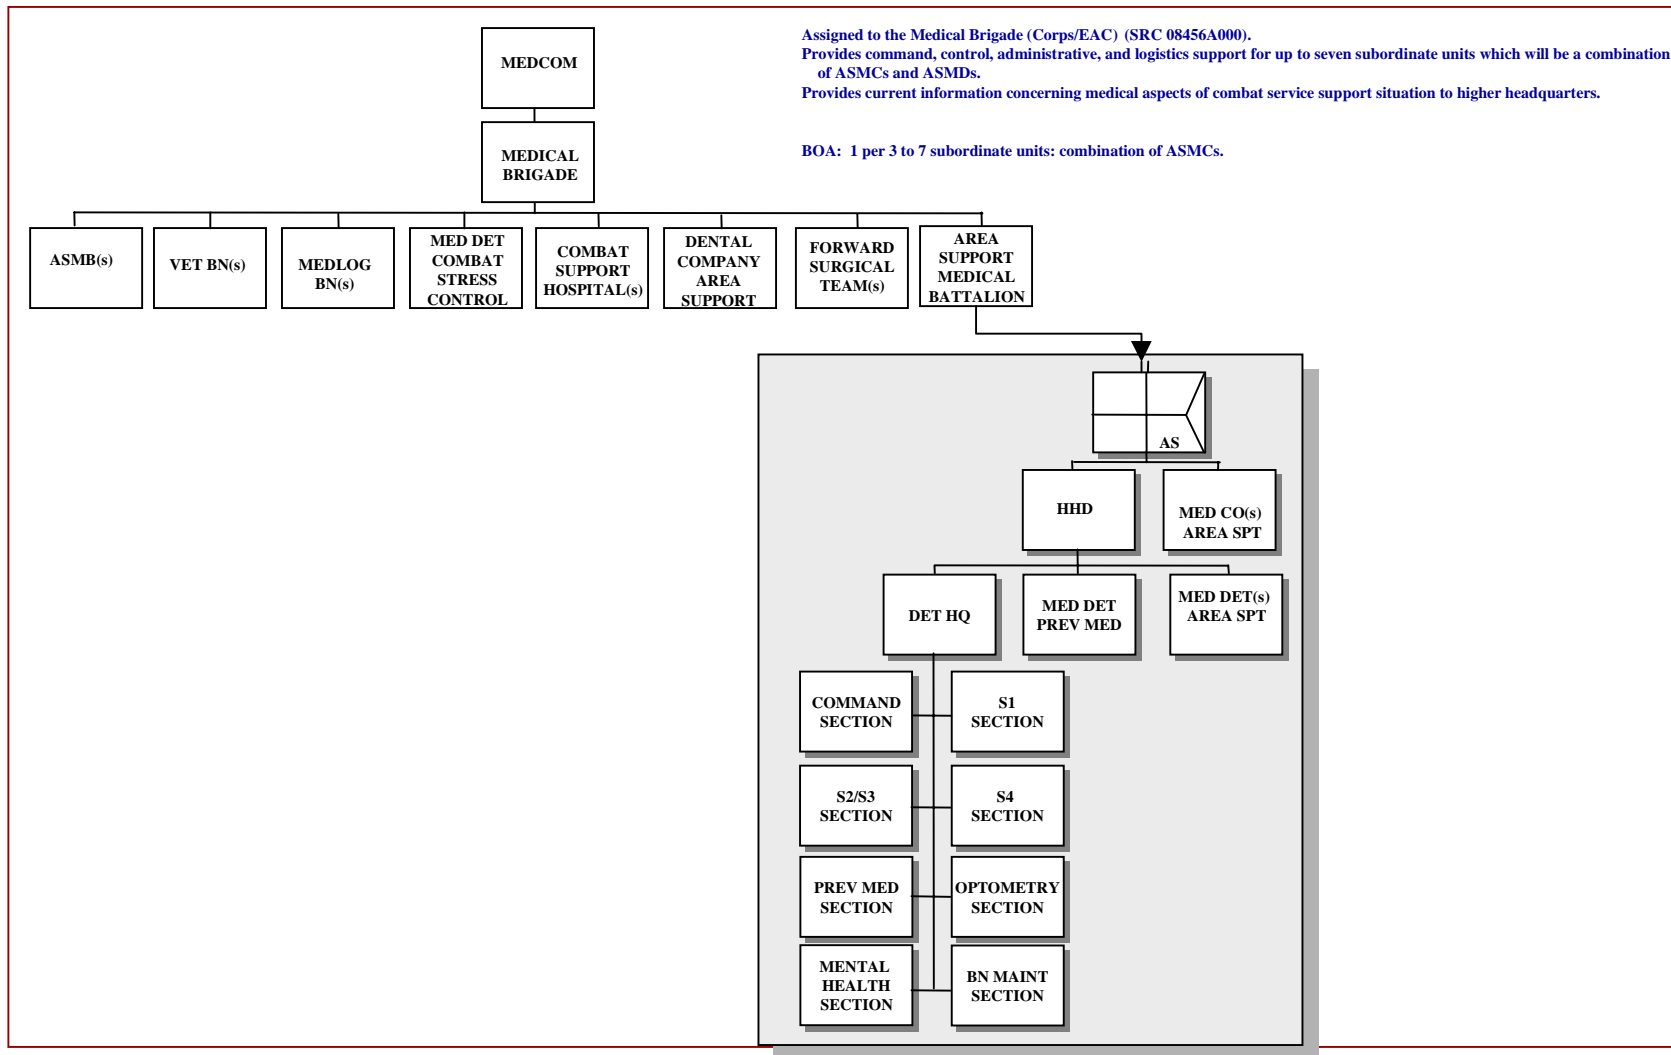 MEDCOM
Assigned to the Medical Brigade (Corps/EAC) (SRC 08456A000).
Provides command, control, administrative, and logistics support for up to seven subordinate units which will be a combination
of ASMCs and ASMDs.
Provides current information concerning medical aspects of combat service support situation to higher headquarters.
BOA: 1 per 3 to 7 subordinate units: combination of ASMCs.
MEDICAL
BRIGADE
ASMB(s)
VET BN(s)
MEDLOG
BN(s)
MED DET
COMBAT
STRESS
CONTROL
COMBAT
SUPPORT
HOSPITAL(s)
DENTAL
COMPANY
AREA
SUPPORT
FORWARD
SURGICAL
TEAM(s)
AREA
SUPPORT
MEDICAL
BATTALION
AS
HHD
MED CO(s)
AREA SPT
DET HQ
MED DET
PREV MED
MED DET(s)
AREA SPT
COMMAND
SECTION
S1
SECTION
S2/S3
SECTION
S4
SECTION
PREV MED
SECTION
OPTOMETRY
SECTION
MENTAL
HEALTH
SECTION
BN MAINT
SECTION